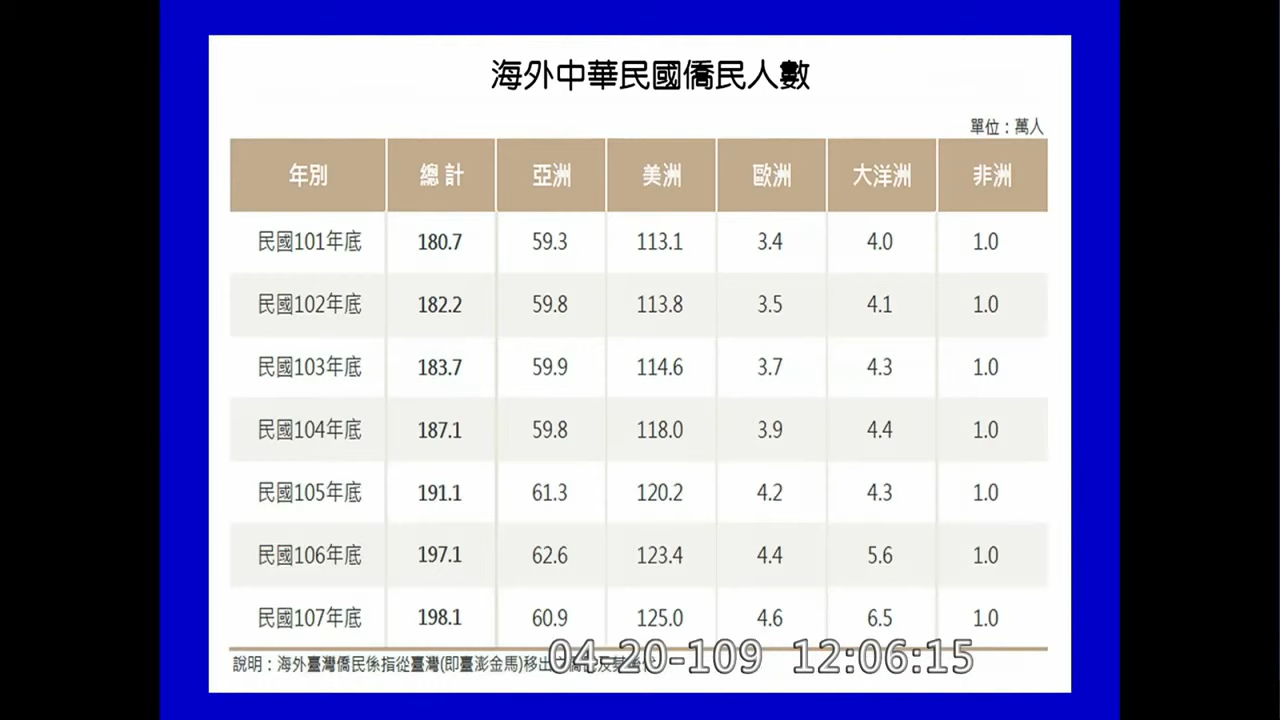 海外中華民國僑民人數
單位：萬人
年別 總計 亞洲 美洲 歐洲 大洋洲 非洲
民國101年底 180.7 59.3 113.1 3.4 4.0 1.0
民國102年底 182.2 59.8 113.8 3.5 4.1 1.0
民國103年底 183.7 59.9 114.6 3.7 4.3 1.0
民國104年底 187.1 59.8 118.0 3.9 4.4 1.0
民國105年底 191.1 61.3 120.2 4.2 4.3 1.0
民國106年底 197.1 62.6 123.4 4.4 5.6 1.0
民國107年底 198.1 60.9 125.0 4.6 6.5 1.0
說明：海外臺灣僑民係指從臺灣(即臺澎金馬)移出
04-20-109 12:06:15